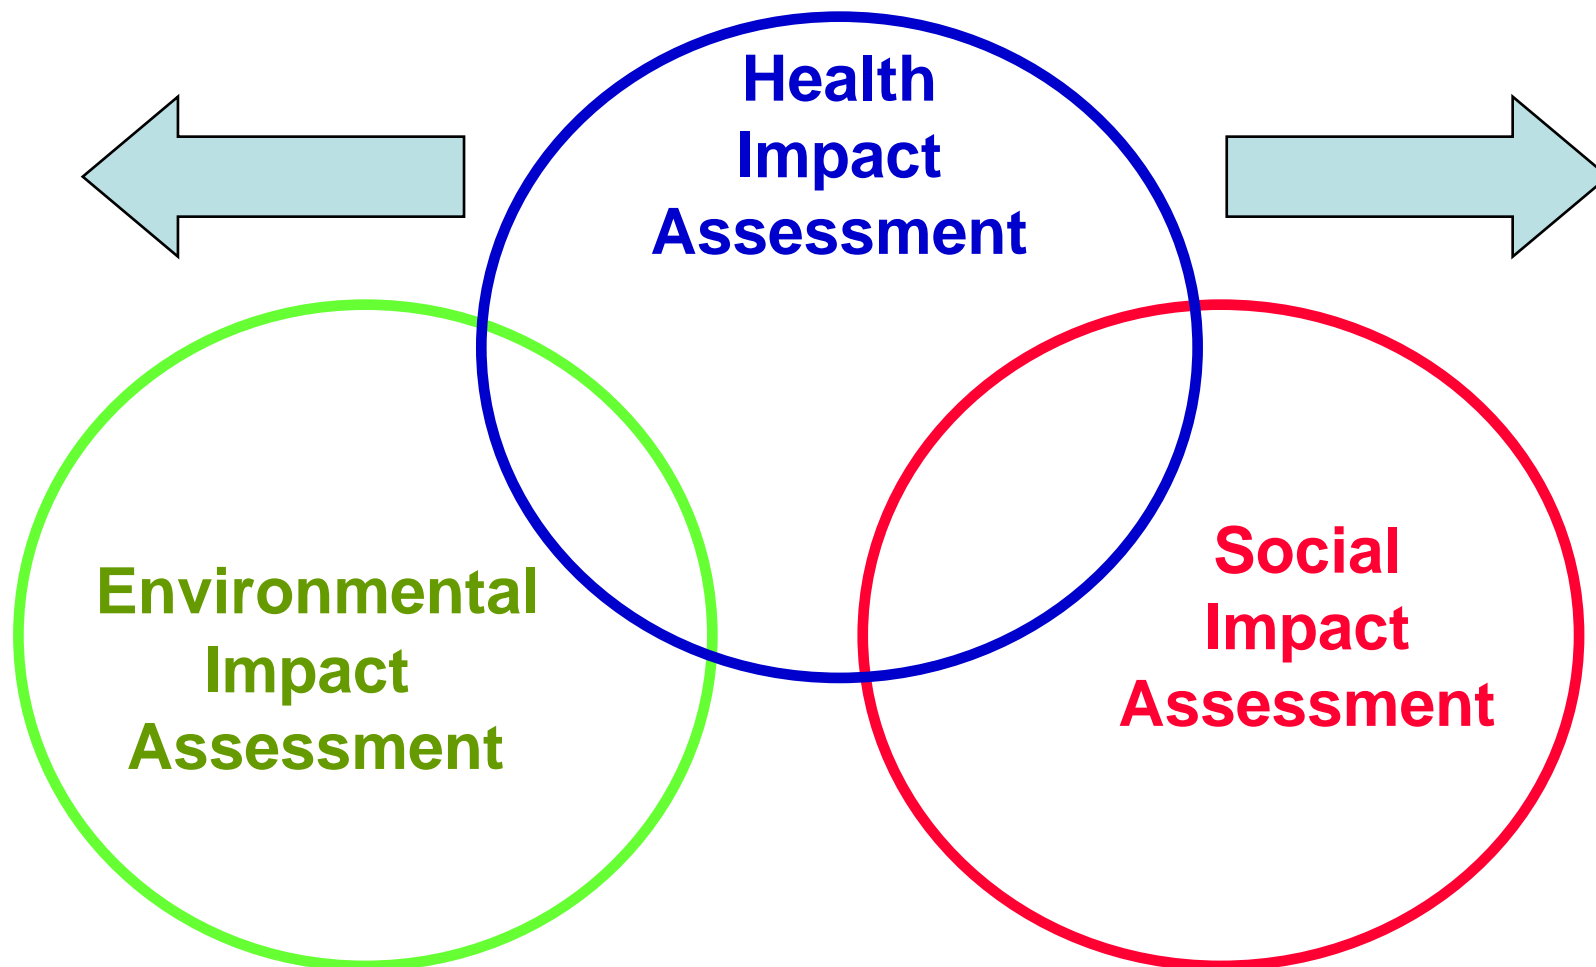 Health
Impact
Assessment
Environmental
Impact
Assessment
Social
Impact
Assessment